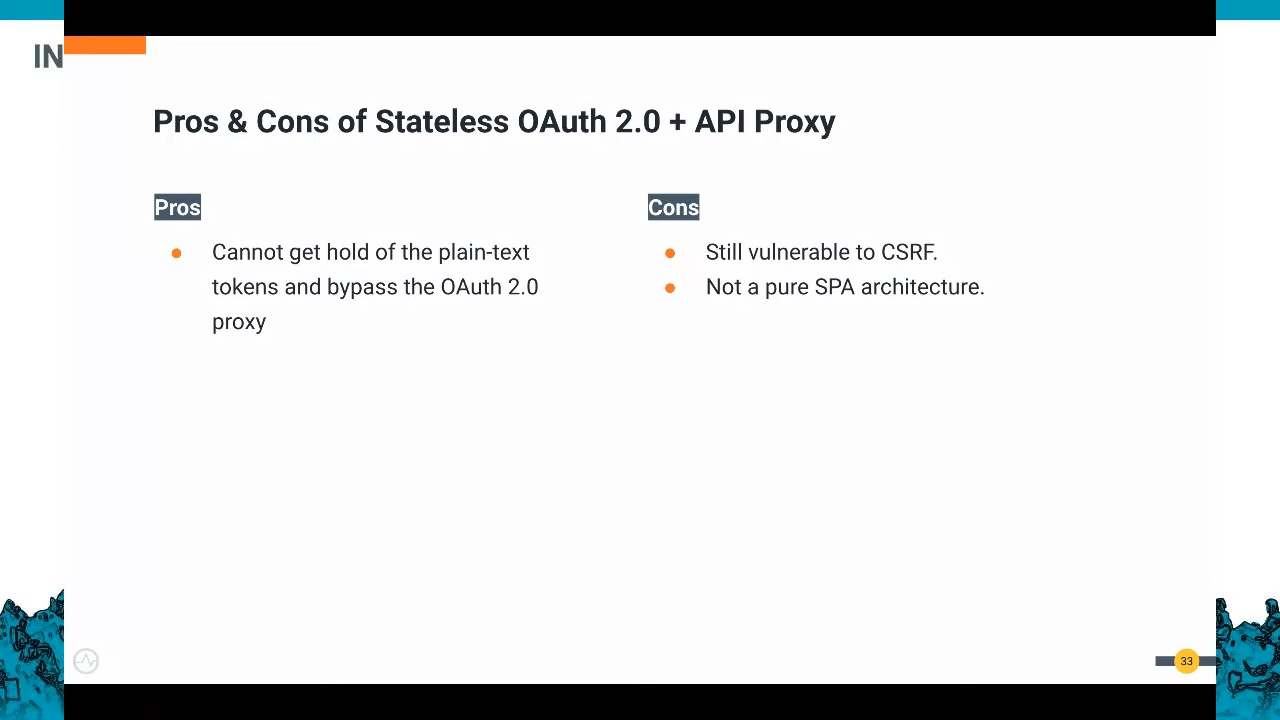 IN
Pros & Cons of Stateless OAuth 2.0 + API Proxy
Pros
Cannot get hold of the plain-text
tokens and bypass the OAuth 2.0
proxy
Cons
Still vulnerable to CSRF.
Not a pure SPA architecture.
33